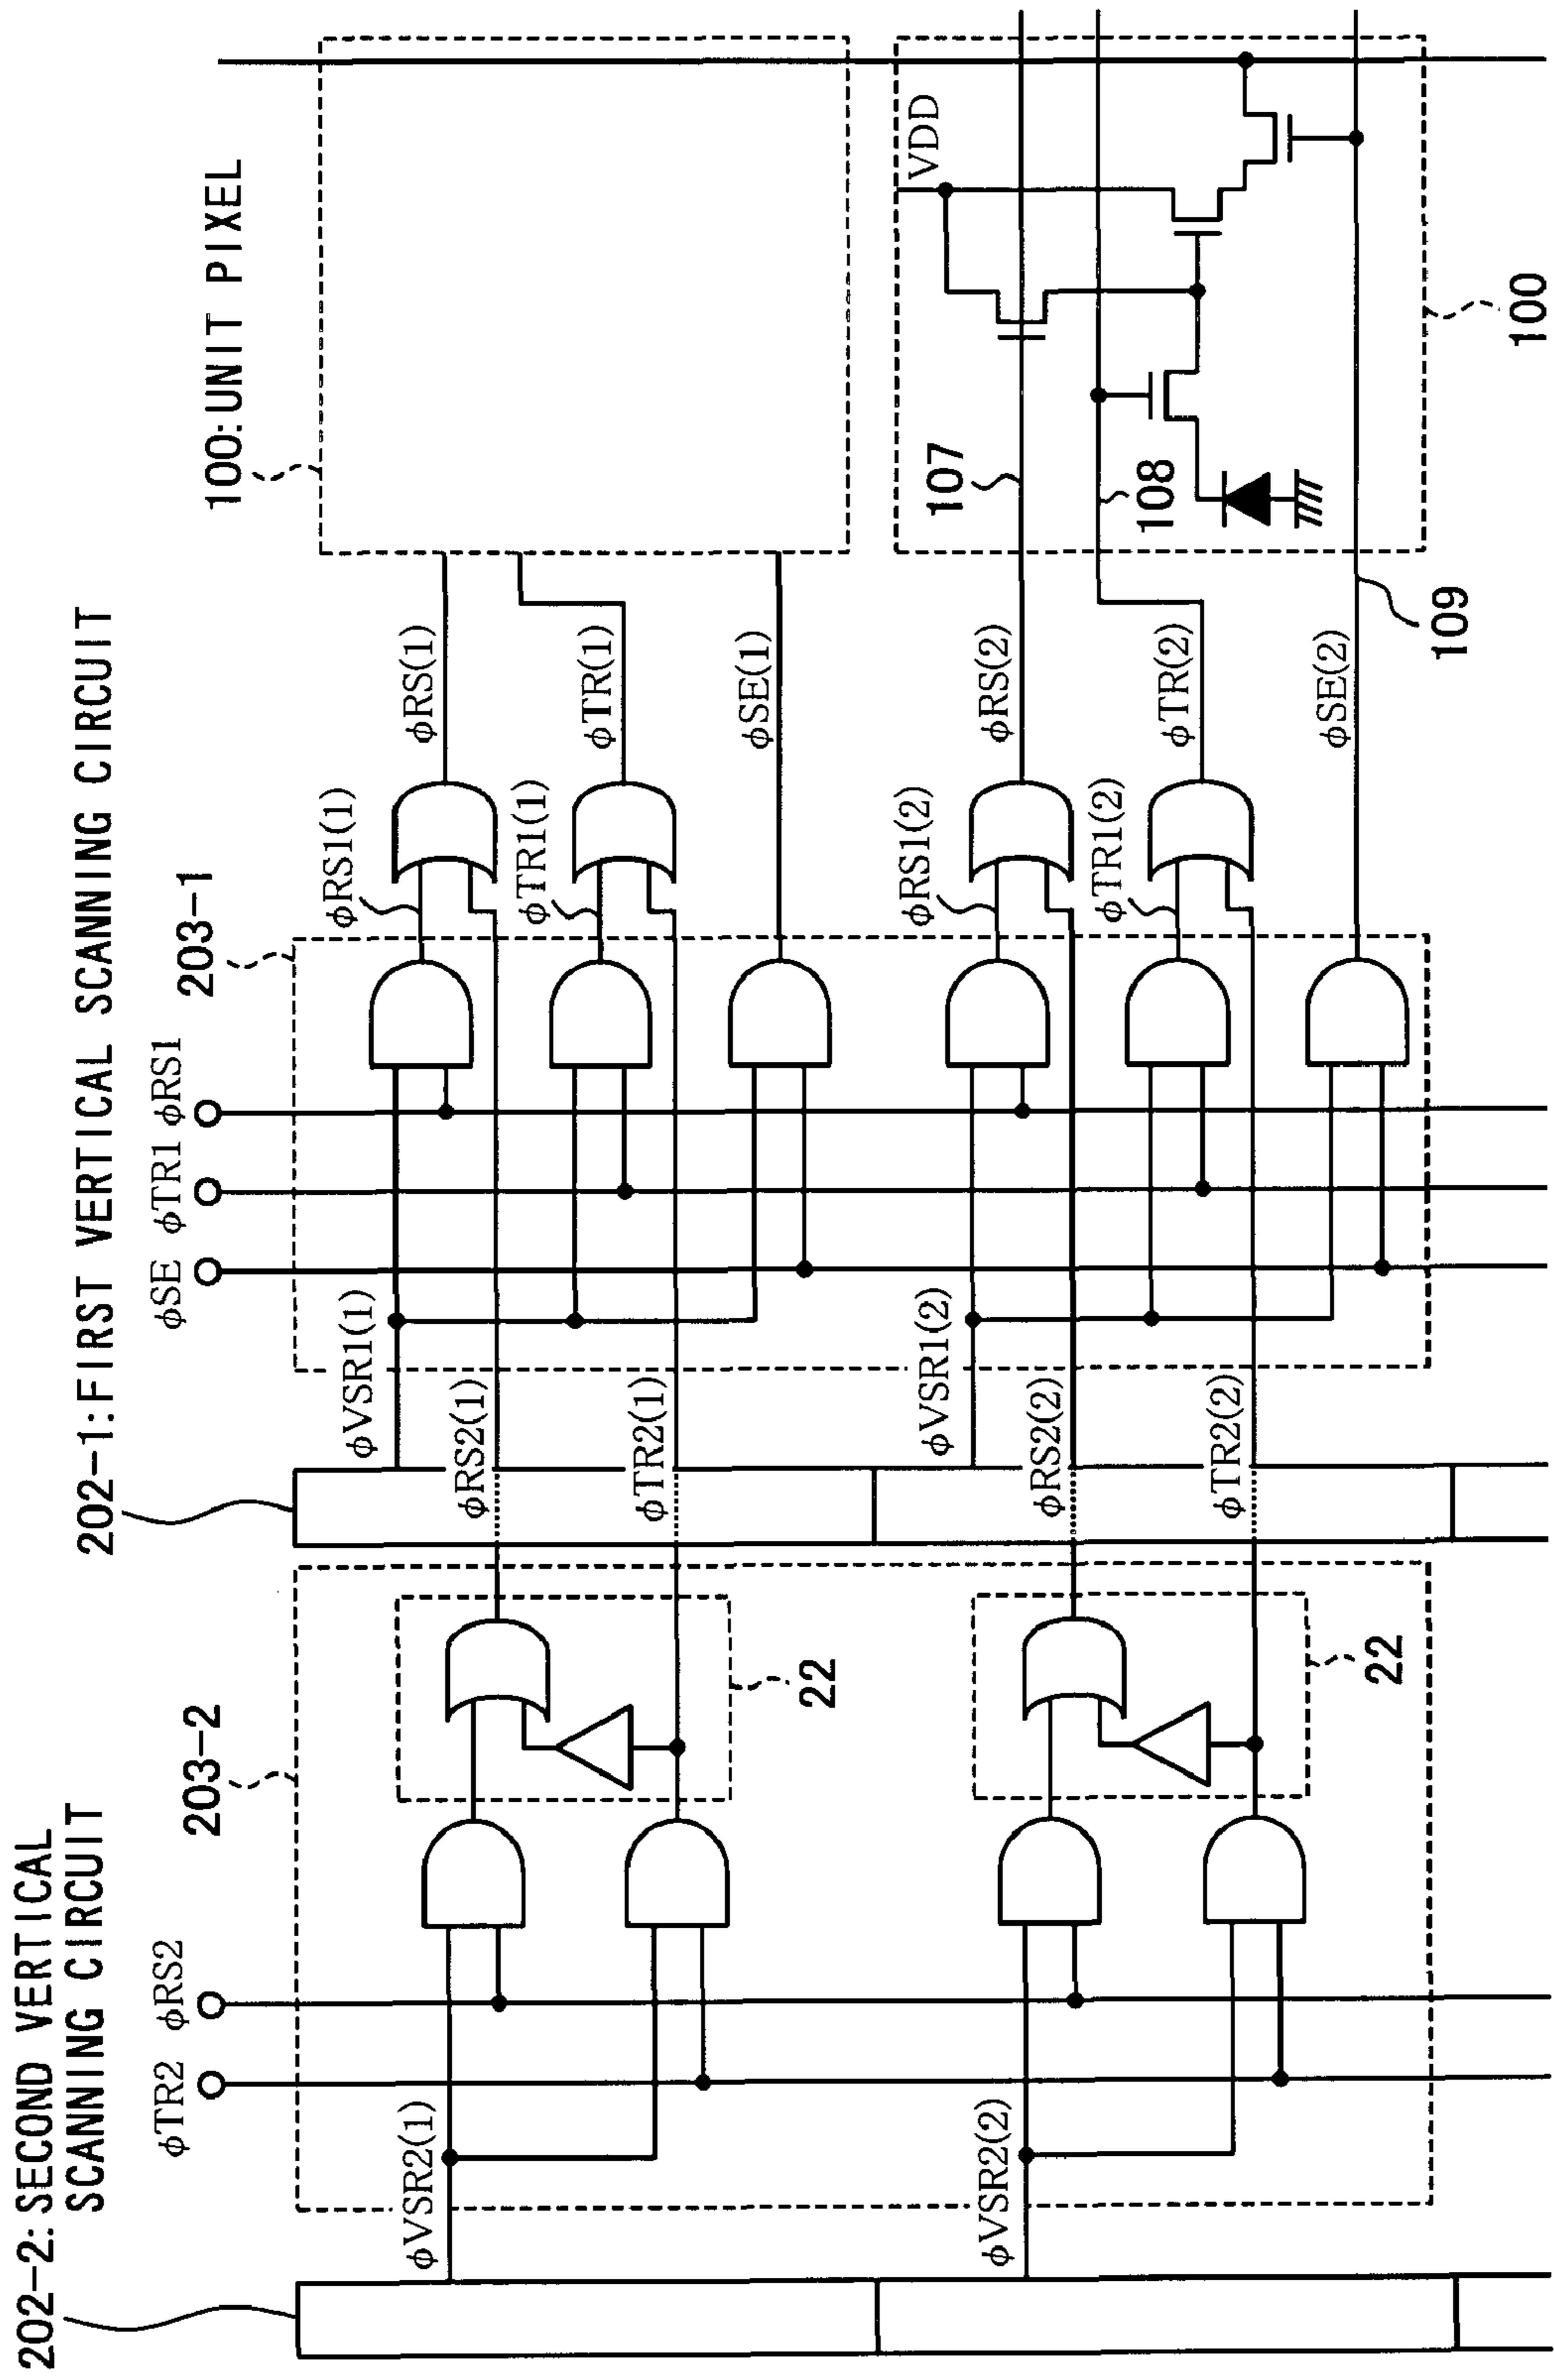 202-2: SECOND VERTICAL
SCANNING CIRCUIT
202-1: FIRST VERTICAL SCANNING CIRCUIT
100: UNIT PIXEL
φTR2
φRS2
203-2
φSE
φTR1
φRS1
203-1
φVSR2(1)
22
φRS2(1)
φTR2(1)
φVSR1(1)
φRS1(1)
φTR1(1)
φRS(1)
φTR(1)
φSE(1)
φVSR2(2)
22
φRS2(2)
φTR2(2)
φVSR1(2)
φRS1(2)
φTR1(2)
φRS(2)
φTR(2)
φSE(2)
107
108
109
VDD
100